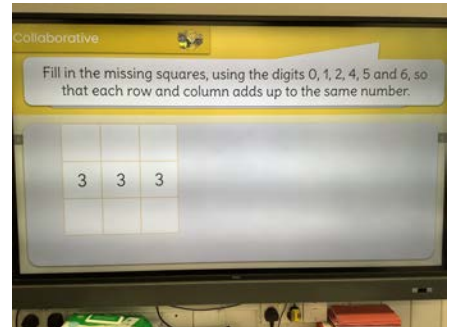 Collaborative
Fill in the missing squares, using the digits 0, 1, 2, 4, 5 and 6, so
that each row and column adds up to the same number.
3 3 3